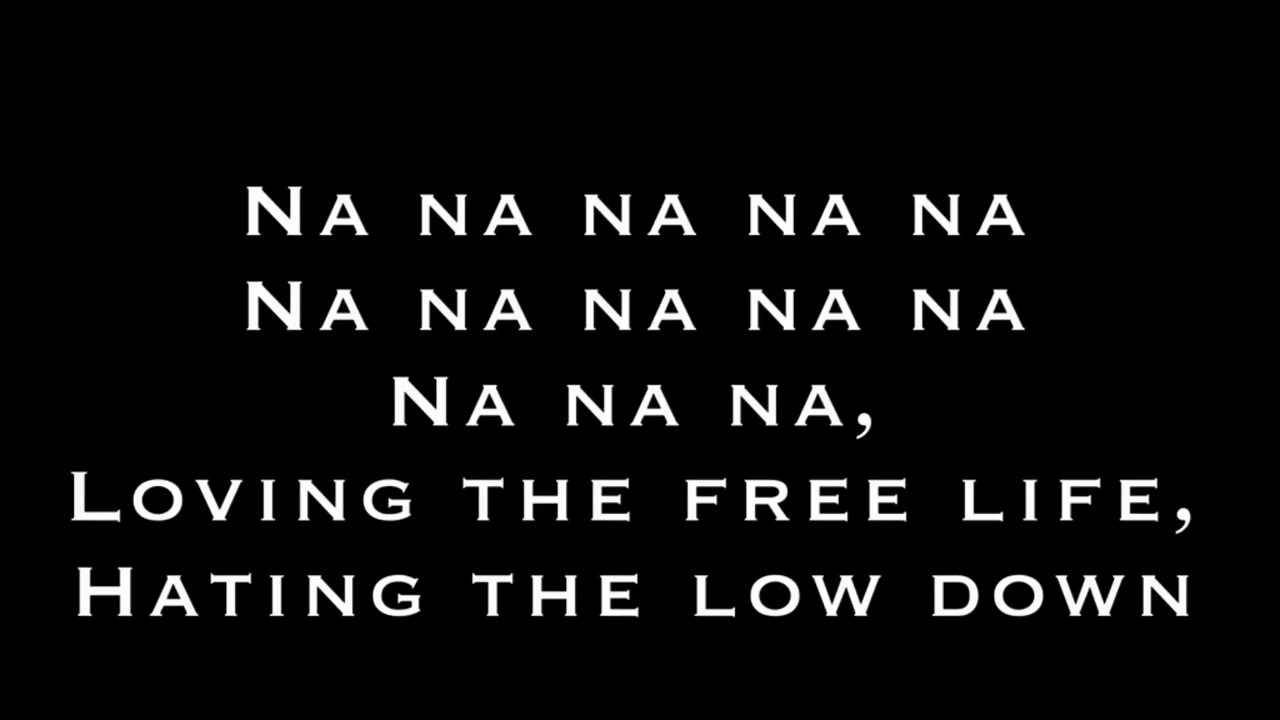 Na na na na na
Na na na na na
Na na na,
Loving the free life,
Hating the low down